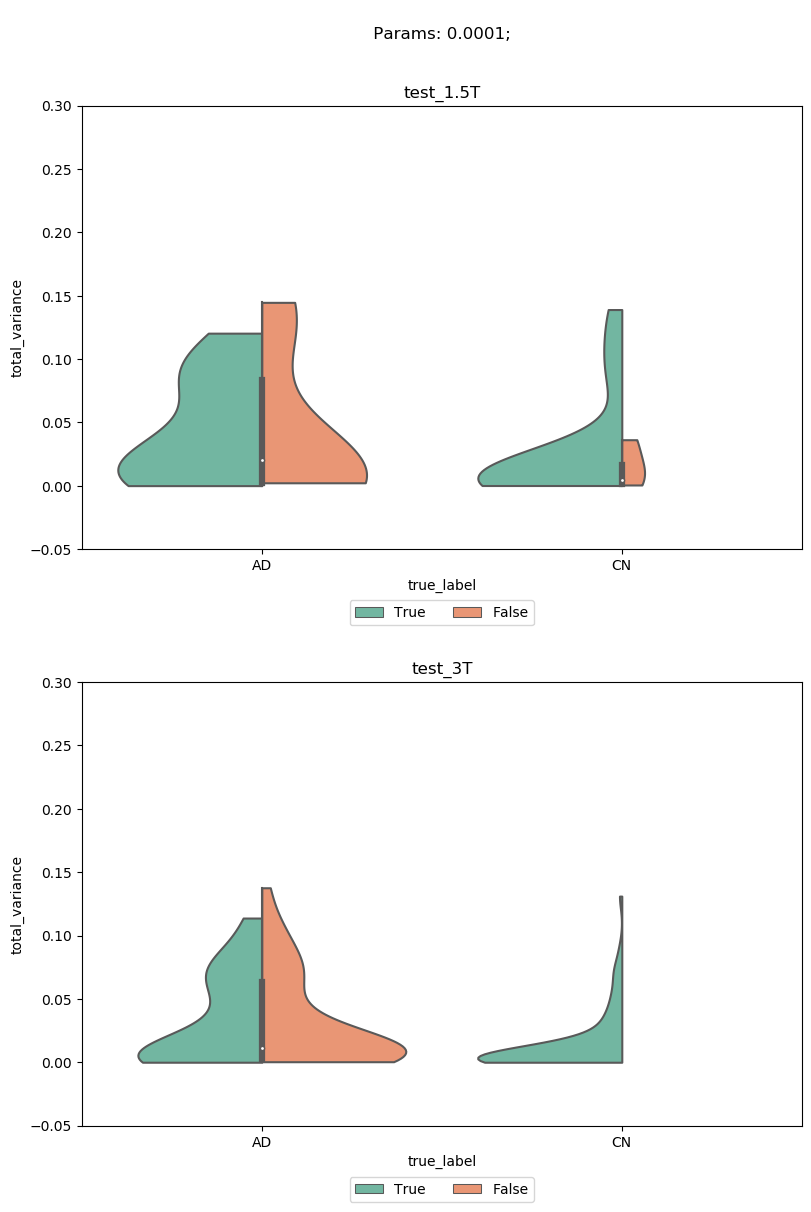 Params: 0.0001;
test_1.5T
0.30
0.25
0.20
0.15
0.10
0.05
0.00
−0.05
total_variance
AD CN
true_label
True False
test_3T
0.30
0.25
0.20
0.15
0.10
0.05
0.00
−0.05
total_variance
AD CN
true_label
True False